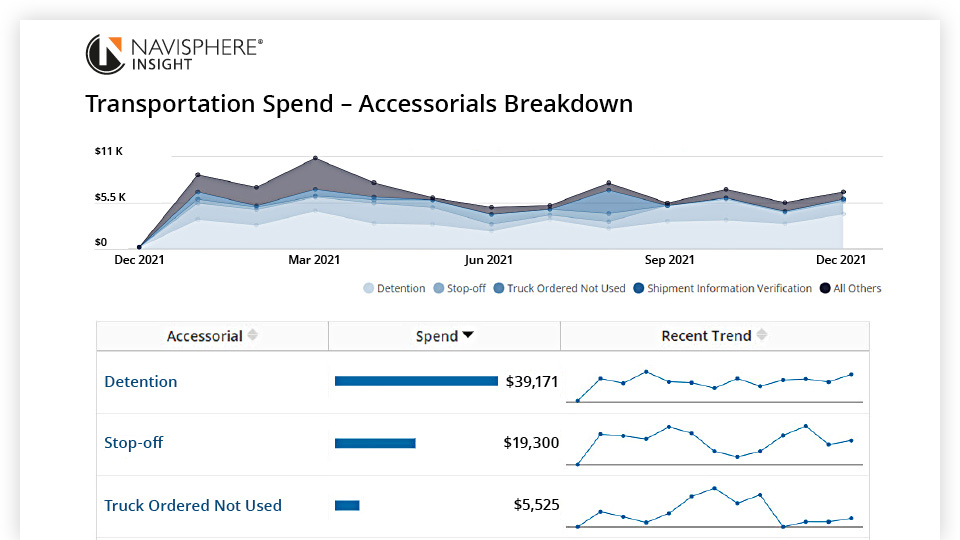 NAVISPHERE®
INSIGHT
Transportation Spend – Accessorials Breakdown
$11 K
$5.5 K
$0
Dec 2021 Mar 2021 Jun 2021 Sep 2021 Dec 2021
Detention Stop-off Truck Ordered Not Used Shipment Information Verification All Others
Accessorial Spend Recent Trend
Detention $39,171
Stop-off $19,300
Truck Ordered Not Used $5,525